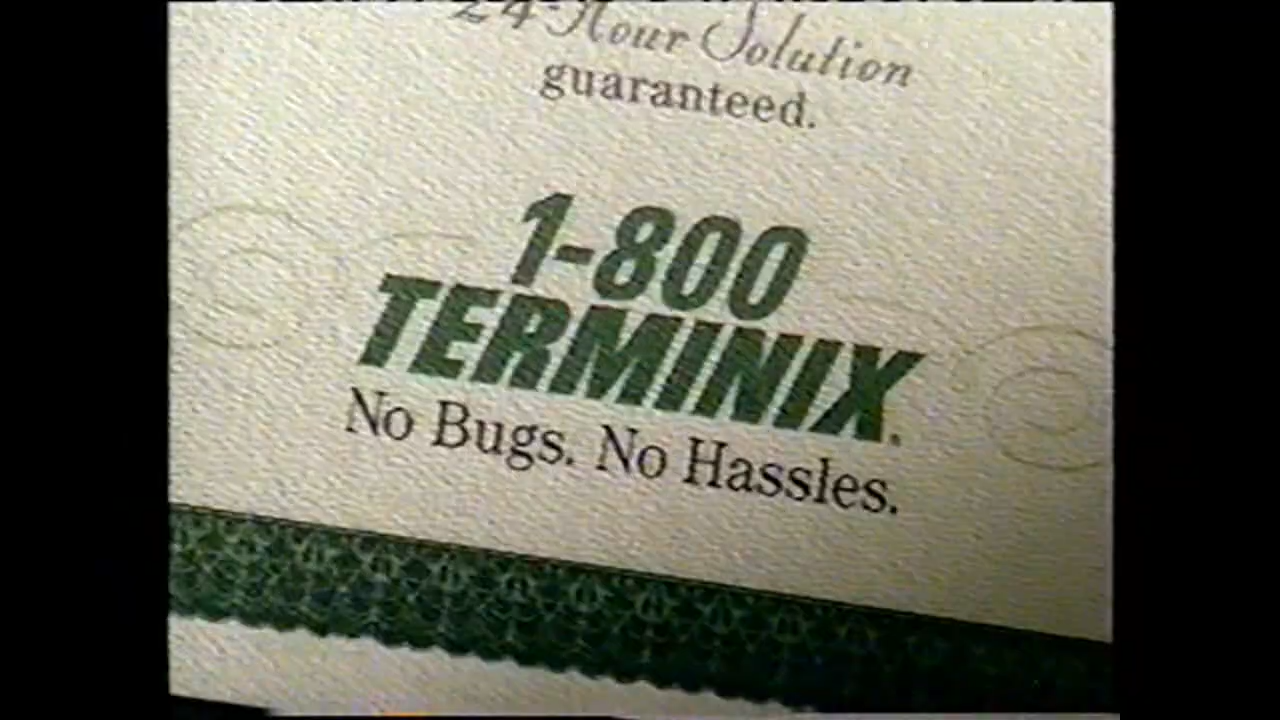 24-Hour Solution
guaranteed.
1-800
TERMINIX.
No Bugs. No Hassles.